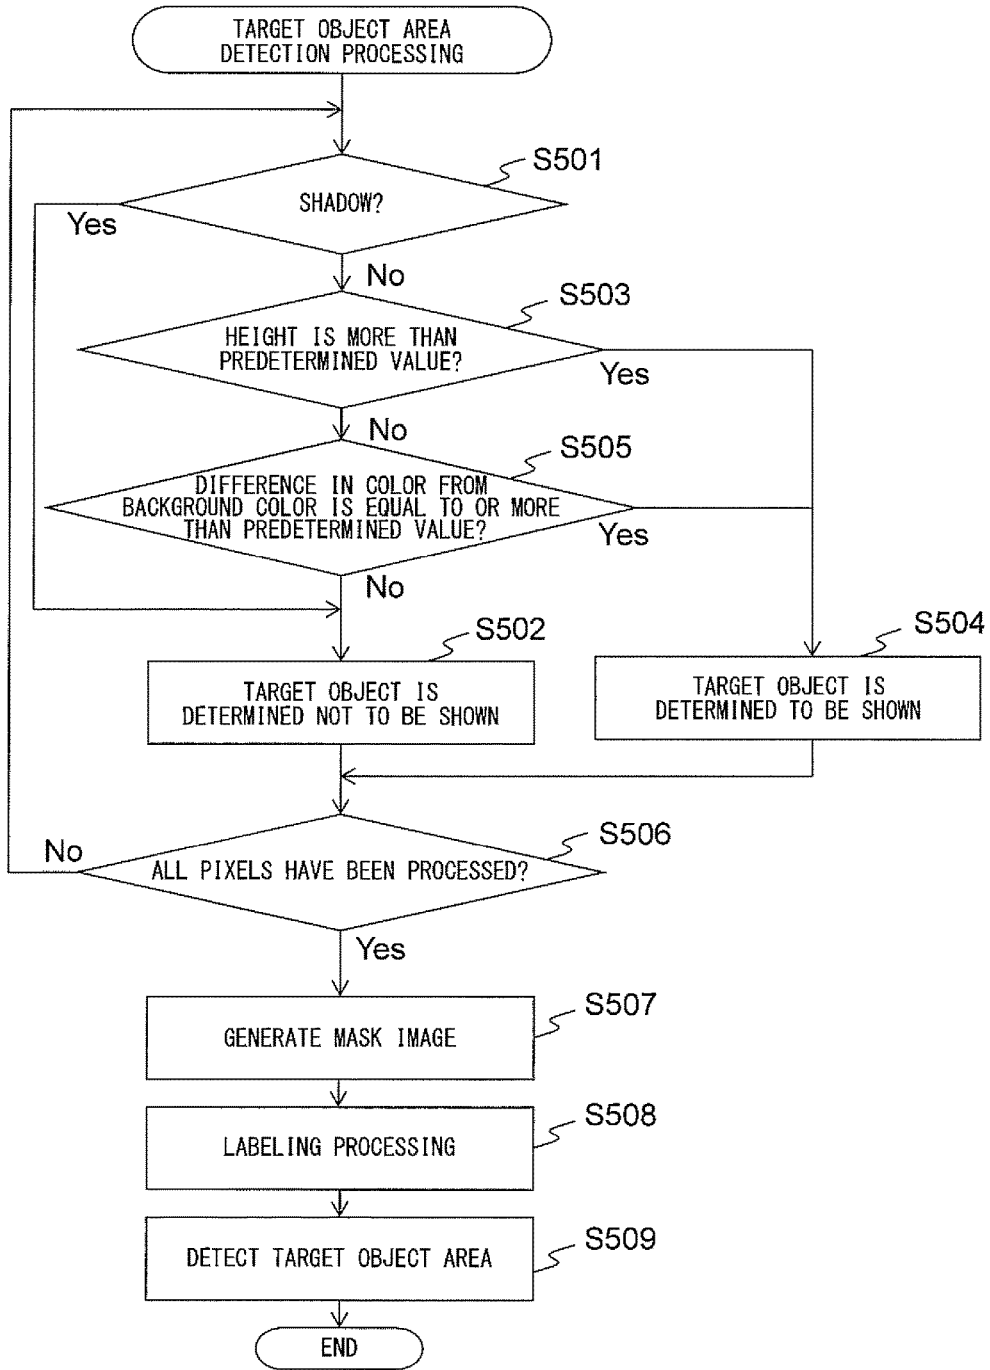 TARGET OBJECT AREA
DETECTION PROCESSING
S501
SHADOW?
Yes
No
S503
HEIGHT IS MORE THAN
PREDETERMINED VALUE?
Yes
No
S505
DIFFERENCE IN COLOR FROM
BACKGROUND COLOR IS EQUAL TO OR MORE
THAN PREDETERMINED VALUE?
Yes
No
S502
TARGET OBJECT IS
DETERMINED NOT TO BE SHOWN
S504
TARGET OBJECT IS
DETERMINED TO BE SHOWN
S506
No
ALL PIXELS HAVE BEEN PROCESSED?
Yes
S507
GENERATE MASK IMAGE
S508
LABELING PROCESSING
S509
DETECT TARGET OBJECT AREA
END